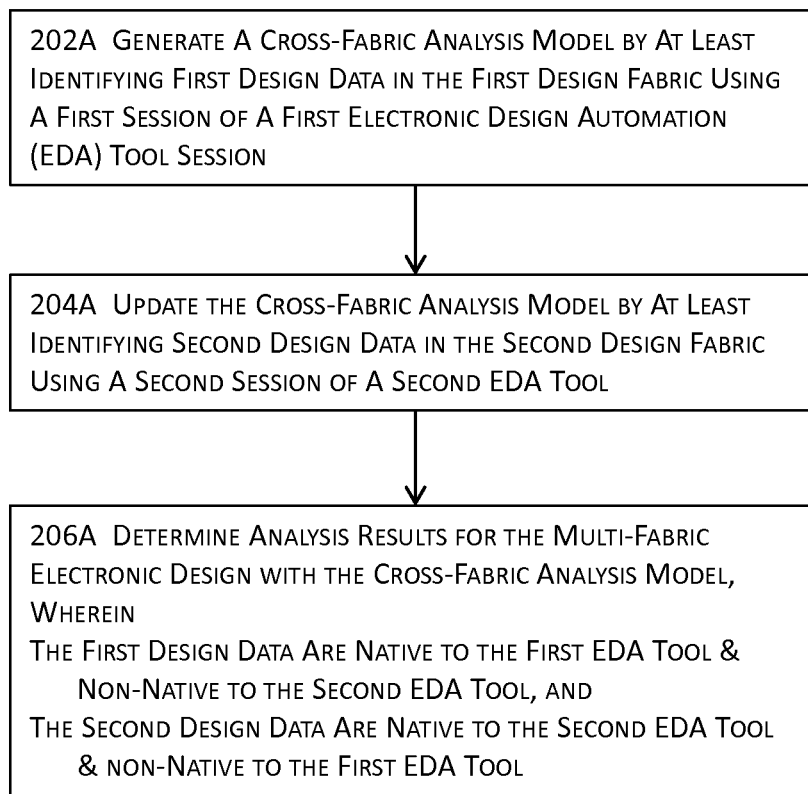 202A GENERATE A CROSS-FABRIC ANALYSIS MODEL BY AT LEAST
IDENTIFYING FIRST DESIGN DATA IN THE FIRST DESIGN FABRIC USING
A FIRST SESSION OF A FIRST ELECTRONIC DESIGN AUTOMATION
(EDA) TOOL SESSION
204A UPDATE THE CROSS-FABRIC ANALYSIS MODEL BY AT LEAST
IDENTIFYING SECOND DESIGN DATA IN THE SECOND DESIGN FABRIC
USING A SECOND SESSION OF A SECOND EDA TOOL
206A DETERMINE ANALYSIS RESULTS FOR THE MULTI-FABRIC
ELECTRONIC DESIGN WITH THE CROSS-FABRIC ANALYSIS MODEL,
WHEREIN
THE FIRST DESIGN DATA ARE NATIVE TO THE FIRST EDA TOOL &
NON-NATIVE TO THE SECOND EDA TOOL, AND
THE SECOND DESIGN DATA ARE NATIVE TO THE SECOND EDA TOOL
& NON-NATIVE TO THE FIRST EDA TOOL